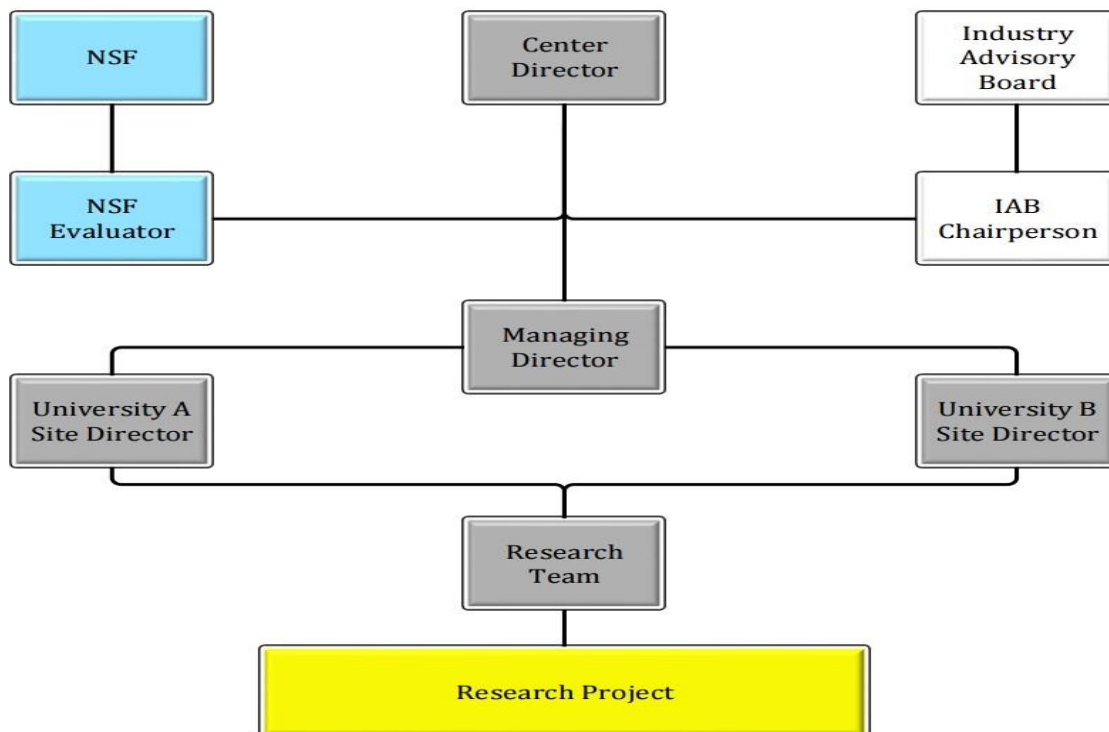 NSF
Center
Director
Industry
Advisory
Board
NSF
Evaluator
IAB
Chairperson
Managing
Director
University A
Site Director
University B
Site Director
Research
Team
Research Project